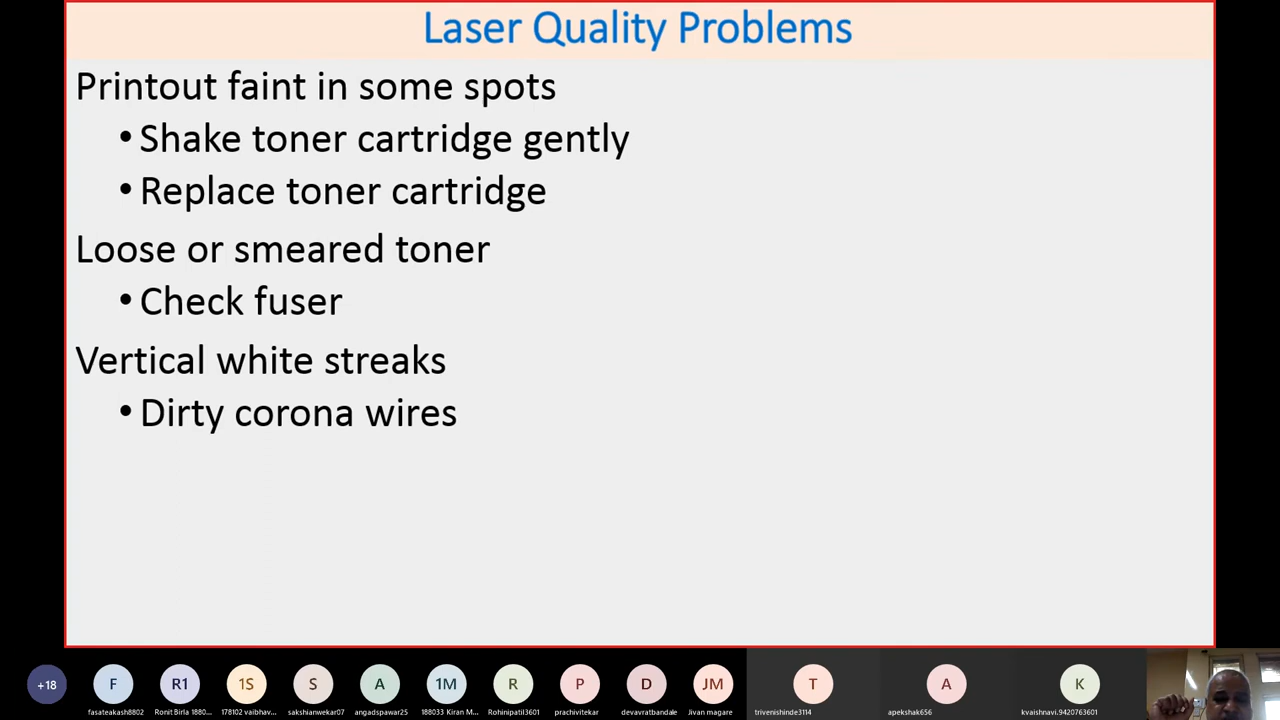 Laser Quality Problems
Printout faint in some spots
• Shake toner cartridge gently
• Replace toner cartridge
Loose or smeared toner
• Check fuser
Vertical white streaks
• Dirty corona wires
+18 F R1 1S S A 1M R P D JM T A K
fasateakash8802 Ronit Birla 1880... 178102 vaibhav... sakshianwekar07 angadspawar25 188033 Kiran M... Rohinipatil3601 prachivitekar devavratbandale Jivan magare trivenishinde3114 apekshak656 kvaishnavi.9420763601